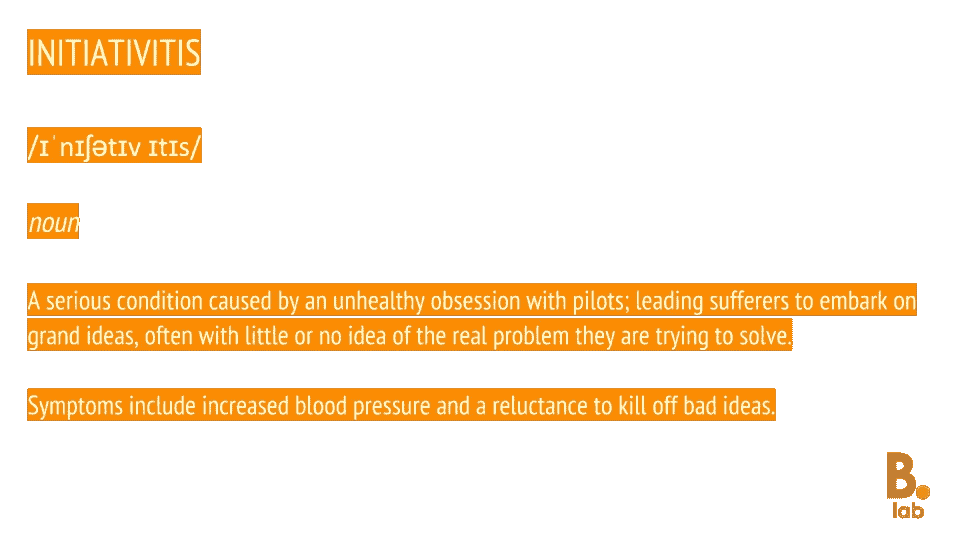 INITIATIVITIS
/ɪˈnɪʃətɪv ɪtɪs/
noun
A serious condition caused by an unhealthy obsession with pilots; leading sufferers to embark on
grand ideas, often with little or no idea of the real problem they are trying to solve.
Symptoms include increased blood pressure and a reluctance to kill off bad ideas.
B.
lab